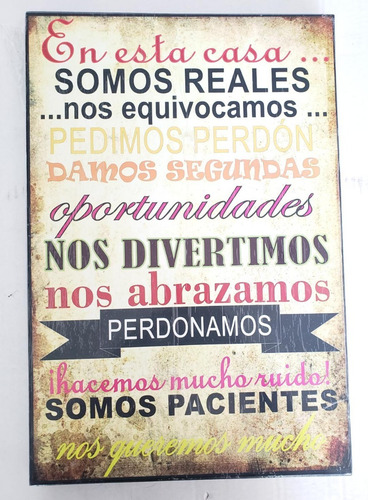 En esta casa ...
SOMOS REALES
...nos equivocamos ...
PEDIMOS PERDÓN
DAMOS SEGUNDAS
oportunidades
NOS DIVERTIMOS
nos abrazamos
PERDONAMOS
¡hacemos mucho ruido!
SOMOS PACIENTES
nos queremos mucho